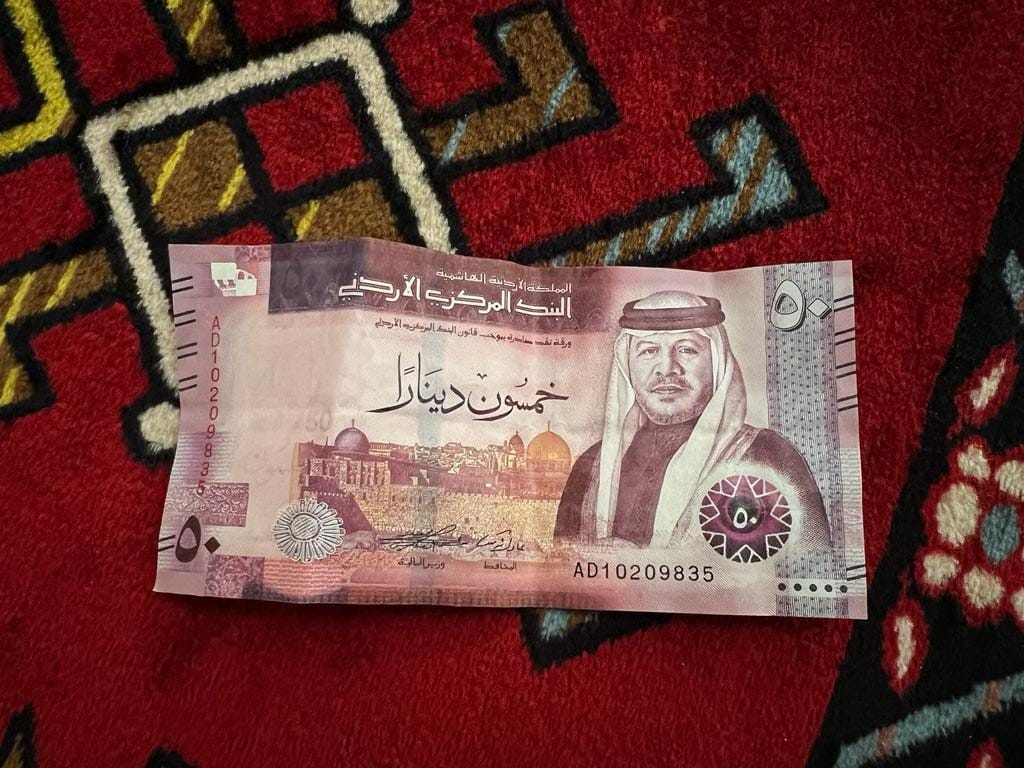 المملكة الأردنية الهاشمية
البنك المركزي الأردني
ورقة نقد صادرة بموجب قانون البنك المركزي الأردني
خمسون دينارًا
٥٠
AD10209835
٥٠
المحافظ
وزير المالية
٥٠
AD10209835